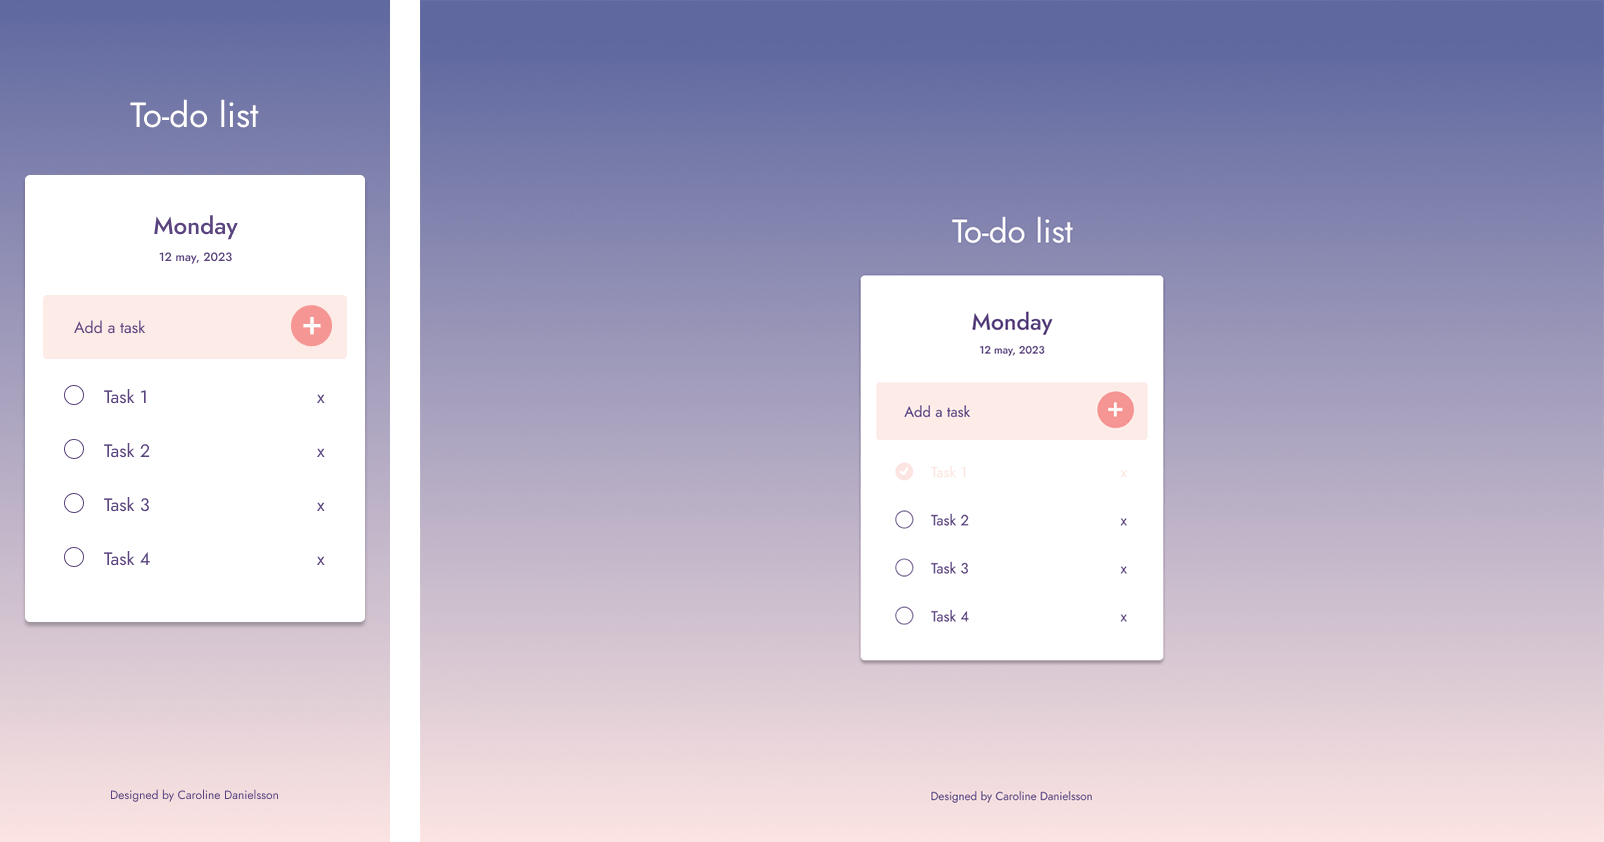 To-do list
Monday
12 may, 2023
Add a task
Task 1 x
Task 2 x
Task 3 x
Task 4 x
Designed by Caroline Danielsson
To-do list
Monday
12 may, 2023
Add a task
Task 1 x
Task 2 x
Task 3 x
Task 4 x
Designed by Caroline Danielsson